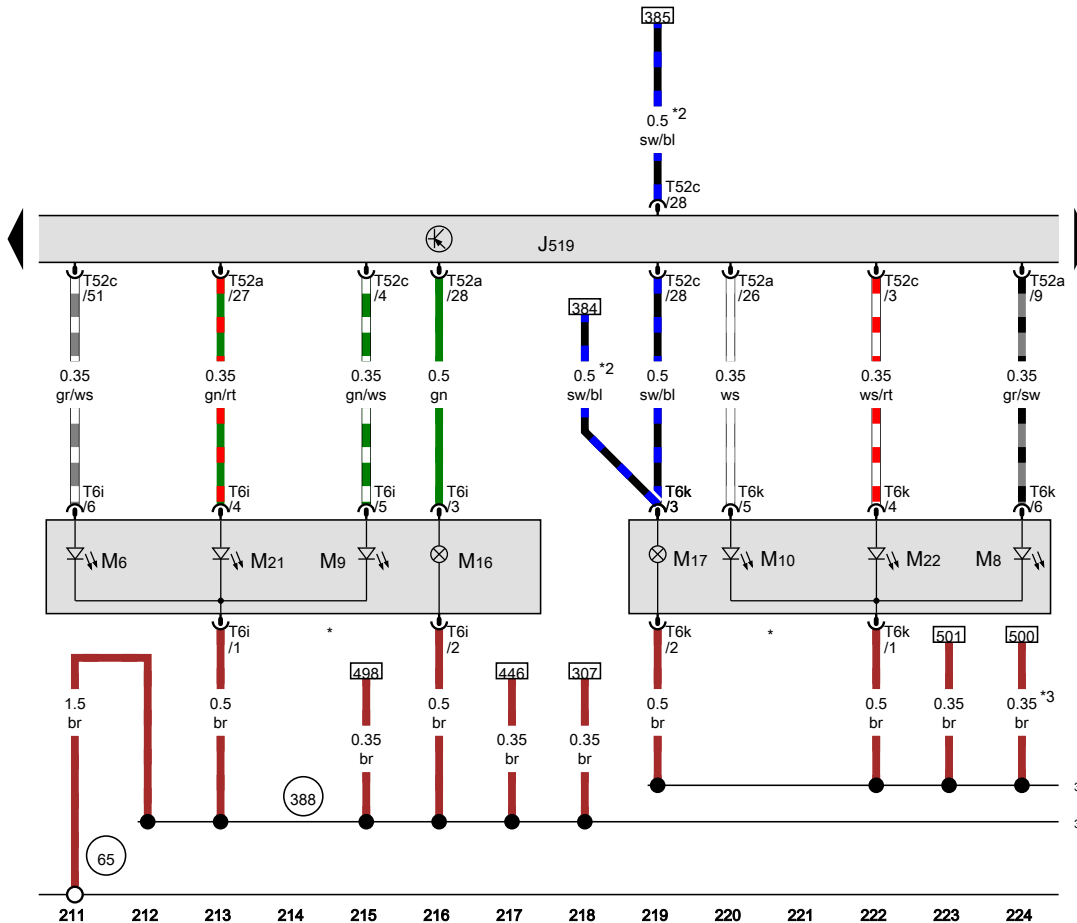 385
0.5 *2
sw/bl
T52c
/28
J519
T52c
/51
T52a
/27
T52c
/4
T52a
/28
T52c
/28
T52a
/26
T52c
/3
T52a
/9
384
0.35
gr/ws
0.35
gn/rt
0.35
gn/ws
0.5
gn
0.5 *2
sw/bl
0.5
sw/bl
0.35
ws
0.35
ws/rt
0.35
gr/sw
T6i
/6
T6i
/4
T6i
/5
T6i
/3
T6k
/3
T6k
/5
T6k
/4
T6k
/6
M6
M21
M9
M16
M17
M10
M22
M8
T6i
/1
*
T6i
/2
T6k
/2
*
T6k
/1
501
500
498
446
307
1.5
br
0.5
br
0.35
br
0.5
br
0.35
br
0.35
br
0.5
br
0.5
br
0.35
br
0.35 *3
br
388
3
3
65
211 212 213 214 215 216 217 218 219 220 221 222 223 224